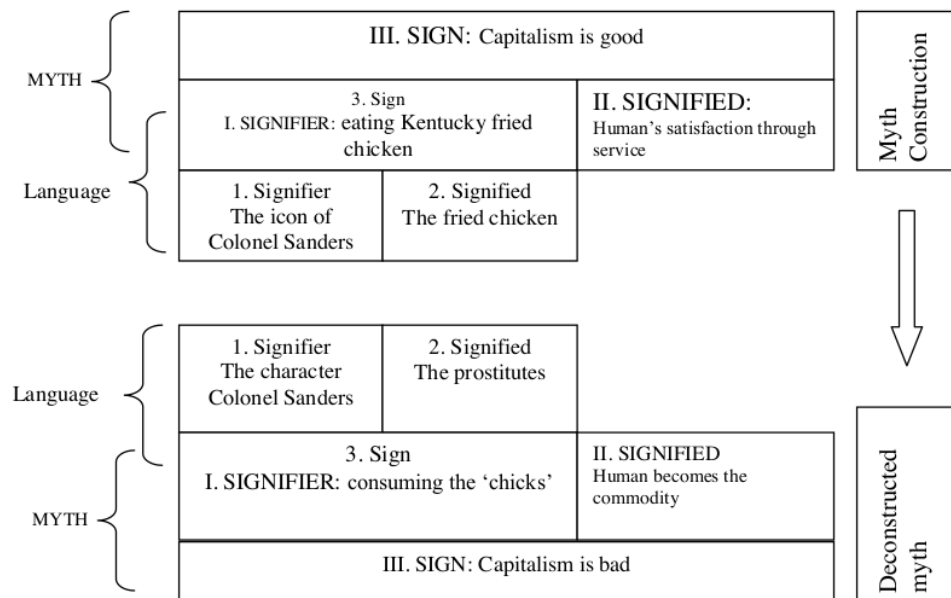 III. SIGN: Capitalism is good
MYTH
3. Sign
I. SIGNIFIER: eating Kentucky fried
chicken
II. SIGNIFIED:
Human's satisfaction through
service
Myth
Construction
Language
1. Signifier
The icon of
Colonel Sanders
2. Signified
The fried chicken
Language
1. Signifier
The character
Colonel Sanders
2. Signified
The prostitutes
MYTH
3. Sign
I. SIGNIFIER: consuming the ‘chicks’
II. SIGNIFIED
Human becomes the
commodity
III. SIGN: Capitalism is bad
Deconstructed
myth